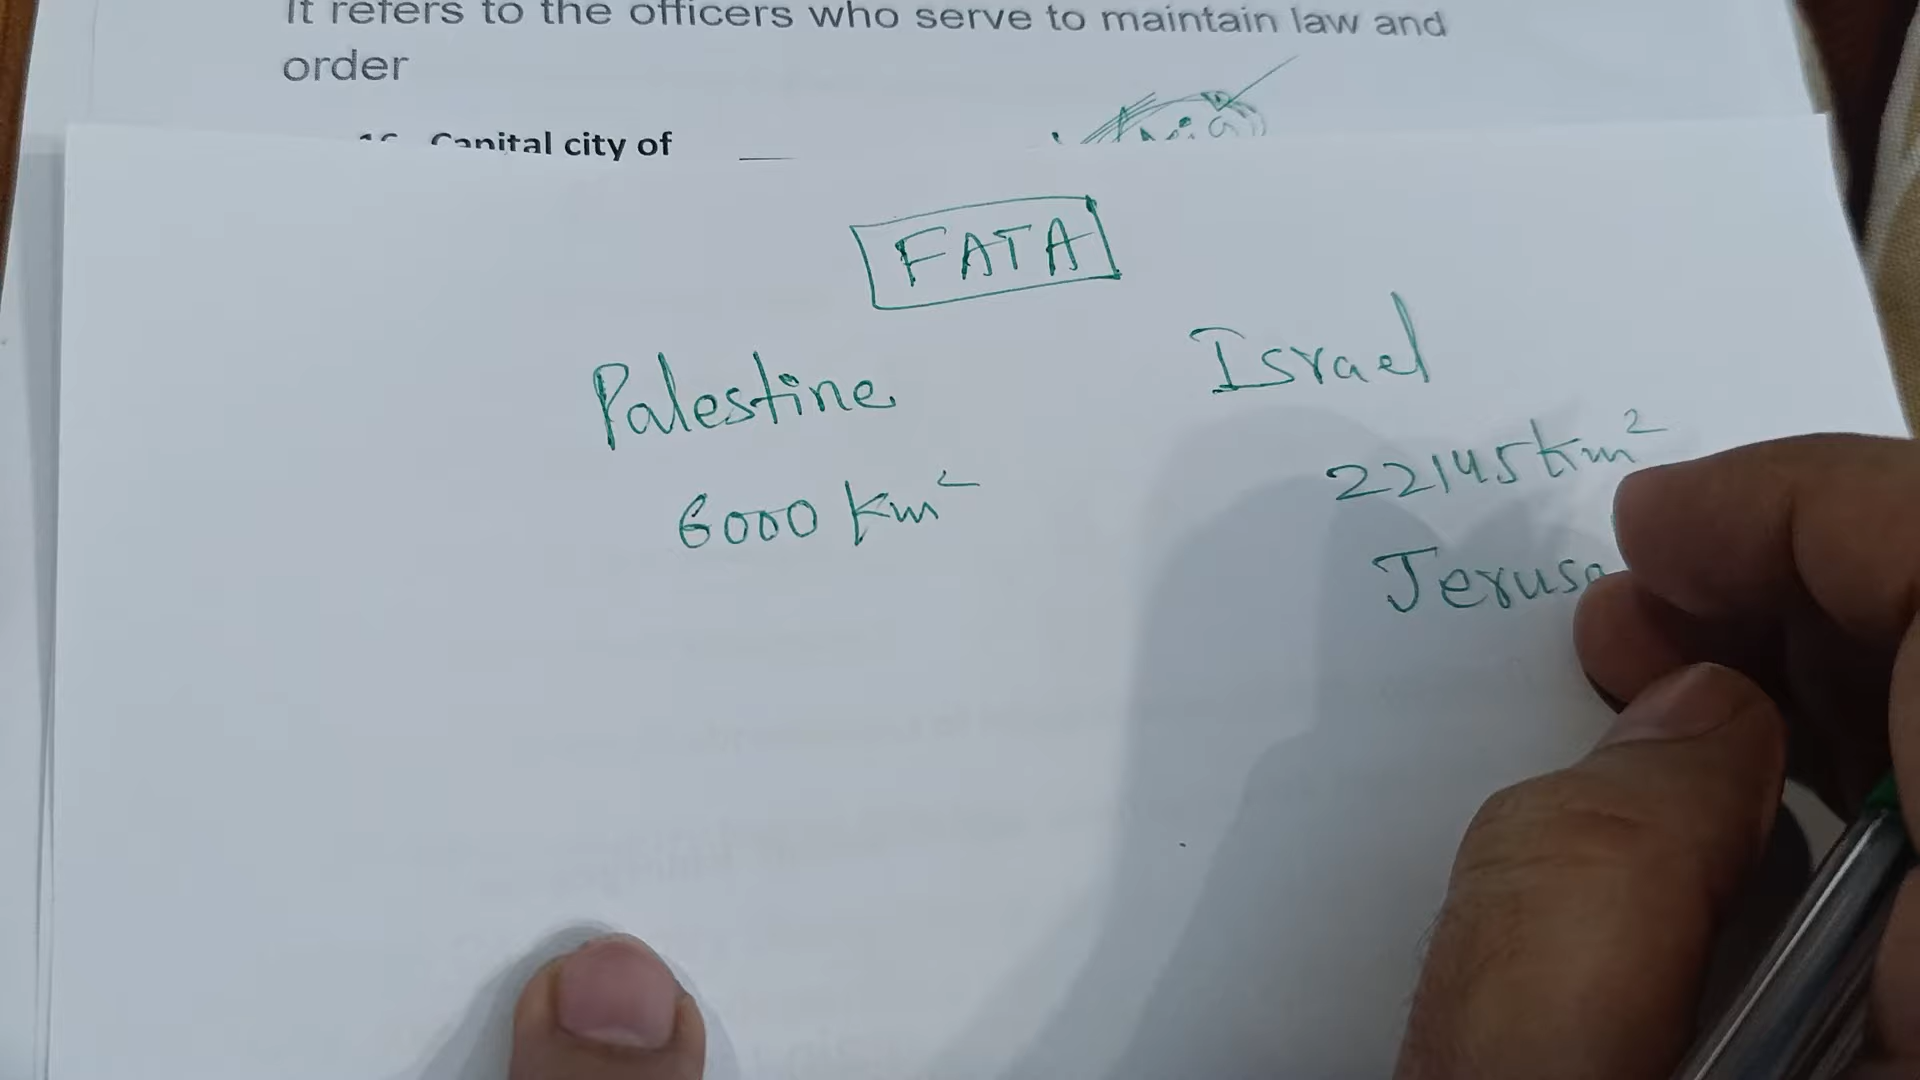 It refers to the officers who serve to maintain law and
order
Capital city of
FATA
Palestine
Israel
6000 km²
22145 km²
Jerusa